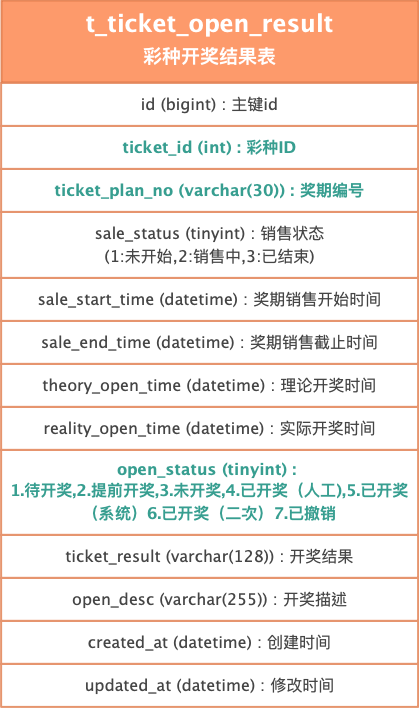 t_ticket_open_result
彩种开奖结果表
id (bigint) : 主键id
ticket_id (int) : 彩种ID
ticket_plan_no (varchar(30)) : 奖期编号
sale_status (tinyint) : 销售状态
(1:未开始,2:销售中,3:已结束)
sale_start_time (datetime) : 奖期销售开始时间
sale_end_time (datetime) : 奖期销售截止时间
theory_open_time (datetime) : 理论开奖时间
reality_open_time (datetime) : 实际开奖时间
open_status (tinyint) :
1.待开奖,2.提前开奖,3.未开奖,4.已开奖（人工),5.已开奖
（系统）6.已开奖（二次）7.已撤销
ticket_result (varchar(128)) : 开奖结果
open_desc (varchar(255)) : 开奖描述
created_at (datetime) : 创建时间
updated_at (datetime) : 修改时间